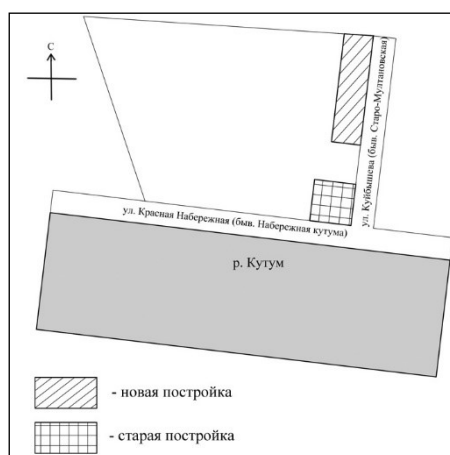 С
ул. Куйбышева (быв. Старо-Мултановская)
ул. Красная Набережная (быв. Набережная кутума)
р. Кутум
- новая постройка
- старая постройка